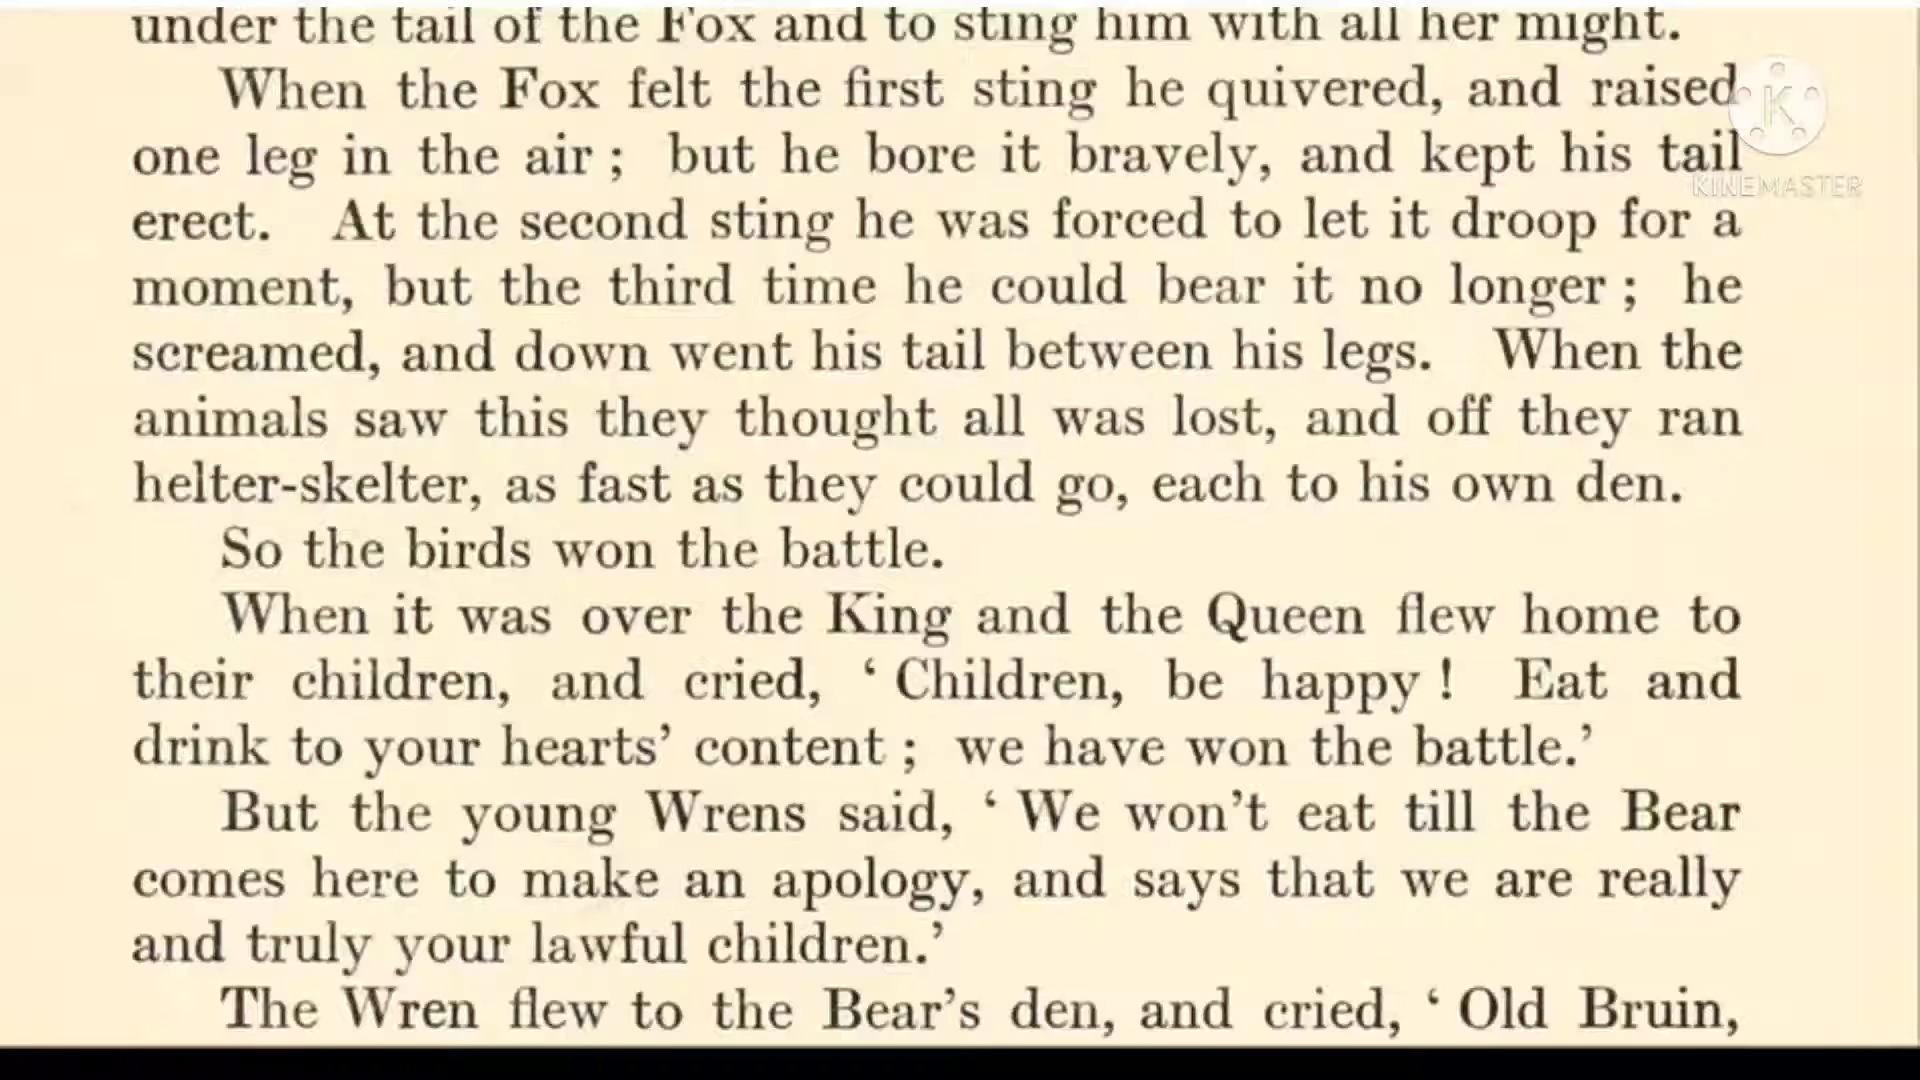 under the tail of the Fox and to sting him with all her might.
When the Fox felt the first sting he quivered, and raised
one leg in the air ; but he bore it bravely, and kept his tail
erect. At the second sting he was forced to let it droop for a
moment, but the third time he could bear it no longer ; he
screamed, and down went his tail between his legs. When the
animals saw this they thought all was lost, and off they ran
helter-skelter, as fast as they could go, each to his own den.
So the birds won the battle.
When it was over the King and the Queen flew home to
their children, and cried, ‘ Children, be happy ! Eat and
drink to your hearts’ content ; we have won the battle.’
But the young Wrens said, ‘ We won’t eat till the Bear
comes here to make an apology, and says that we are really
and truly your lawful children.’
The Wren flew to the Bear’s den, and cried, ‘ Old Bruin,
K
KINEMASTER